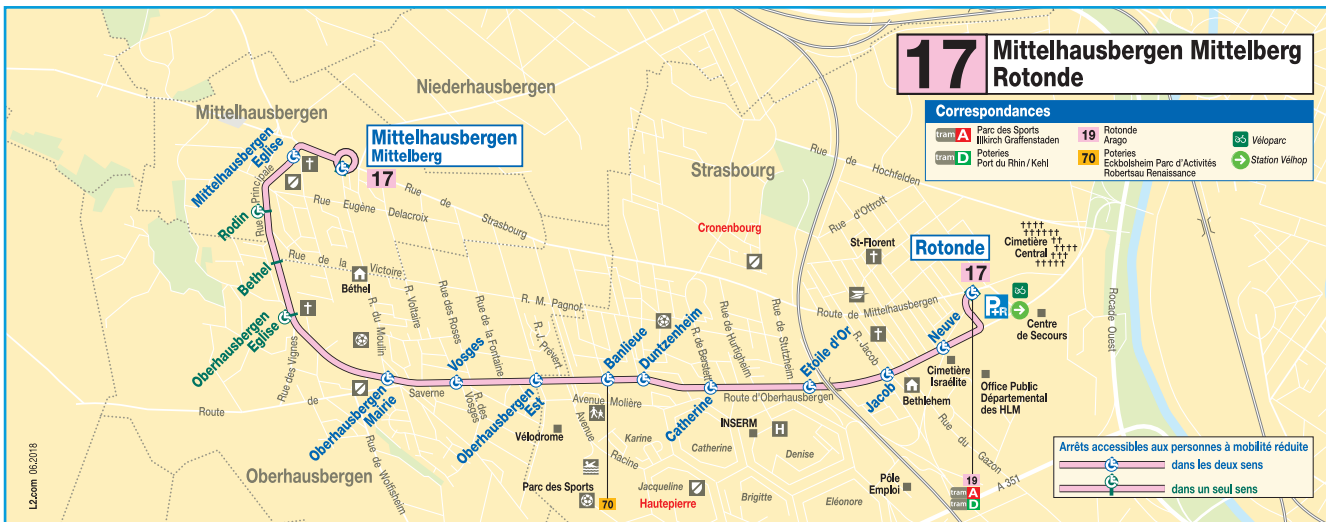 17
Mittelhausbergen Mittelberg
Rotonde
Correspondances
tram A
Parc des Sports
Illkirch Graffenstaden
tram D
Poteries
Port du Rhin / Kehl
19
Rotonde
Arago
70
Poteries
Eckbolsheim Parc d'Activités
Robertsau Renaissance
Véloparc
Station Vélhop
Niederhausbergen
Mittelhausbergen
Mittelhausbergen
Mittelberg
17
Mittelhausbergen
Eglise
Rue Principale
Rodin
Rue Eugène Delacroix
Rue de Strasbourg
Strasbourg
Rue de Hochfelden
Rue d'Ottrott
Cronenbourg
St-Florent
Rotonde
17
Cimetière
Central
Bethel
Rue de la Victoire
Béthel
Oberhausbergen
Eglise
R. du Moulin
R. Voltaire
Rue des Roses
Rue de la Fontaine
R. M. Pagnol
R. J. Prévert
Rue des Vignes
Vosges
Banlieue
Duntzenheim
R. de Berstett
Rue de Hurtigheim
Rue de Stutzheim
Route de Mittelhausbergen
Etoile d'Or
R. Jacob
Neuve
P+R
Centre
de Secours
Rocade Ouest
Cimetière
Israélite
Office Public
Départemental
des HLM
Route de Saverne
Oberhausbergen
Mairie
R. des
Vosges
Oberhausbergen
Est
Avenue Molière
Catherine
Route d'Oberhausbergen
Jacob
Bethlehem
Rue du Gazon
Vélodrome
Avenue Racine
Karine
Catherine
INSERM
H
Denise
Rue de Wolfisheim
Oberhausbergen
Parc des Sports
70
Jacqueline
Hautepierre
Brigitte
Eléonore
Pôle
Emploi
19
tram A
tram D
A 351
Arrêts accessibles aux personnes à mobilité réduite
dans les deux sens
dans un seul sens
L2.com 06.2018